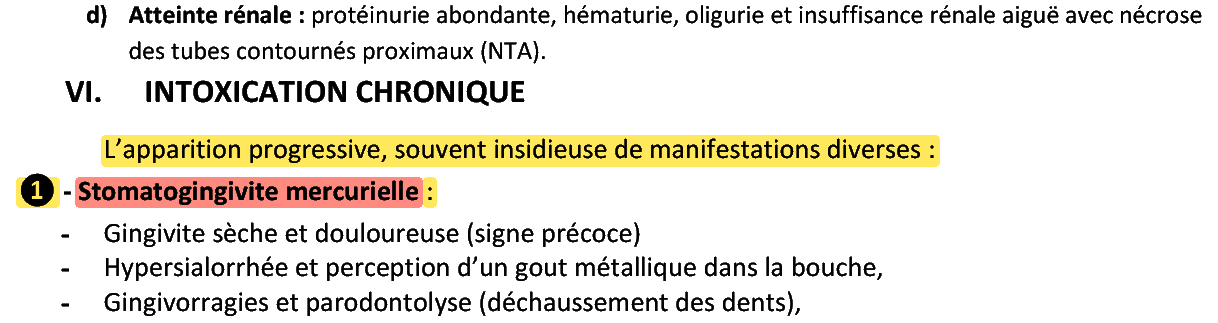 d) Atteinte rénale : protéinurie abondante, hématurie, oligurie et insuffisance rénale aiguë avec nécrose
des tubes contournés proximaux (NTA).
VI. INTOXICATION CHRONIQUE
L’apparition progressive, souvent insidieuse de manifestations diverses :
1 - Stomatogingivite mercurielle :
- Gingivite sèche et douloureuse (signe précoce)
- Hypersialorrhée et perception d’un gout métallique dans la bouche,
- Gingivorragies et parodontolyse (déchaussement des dents),